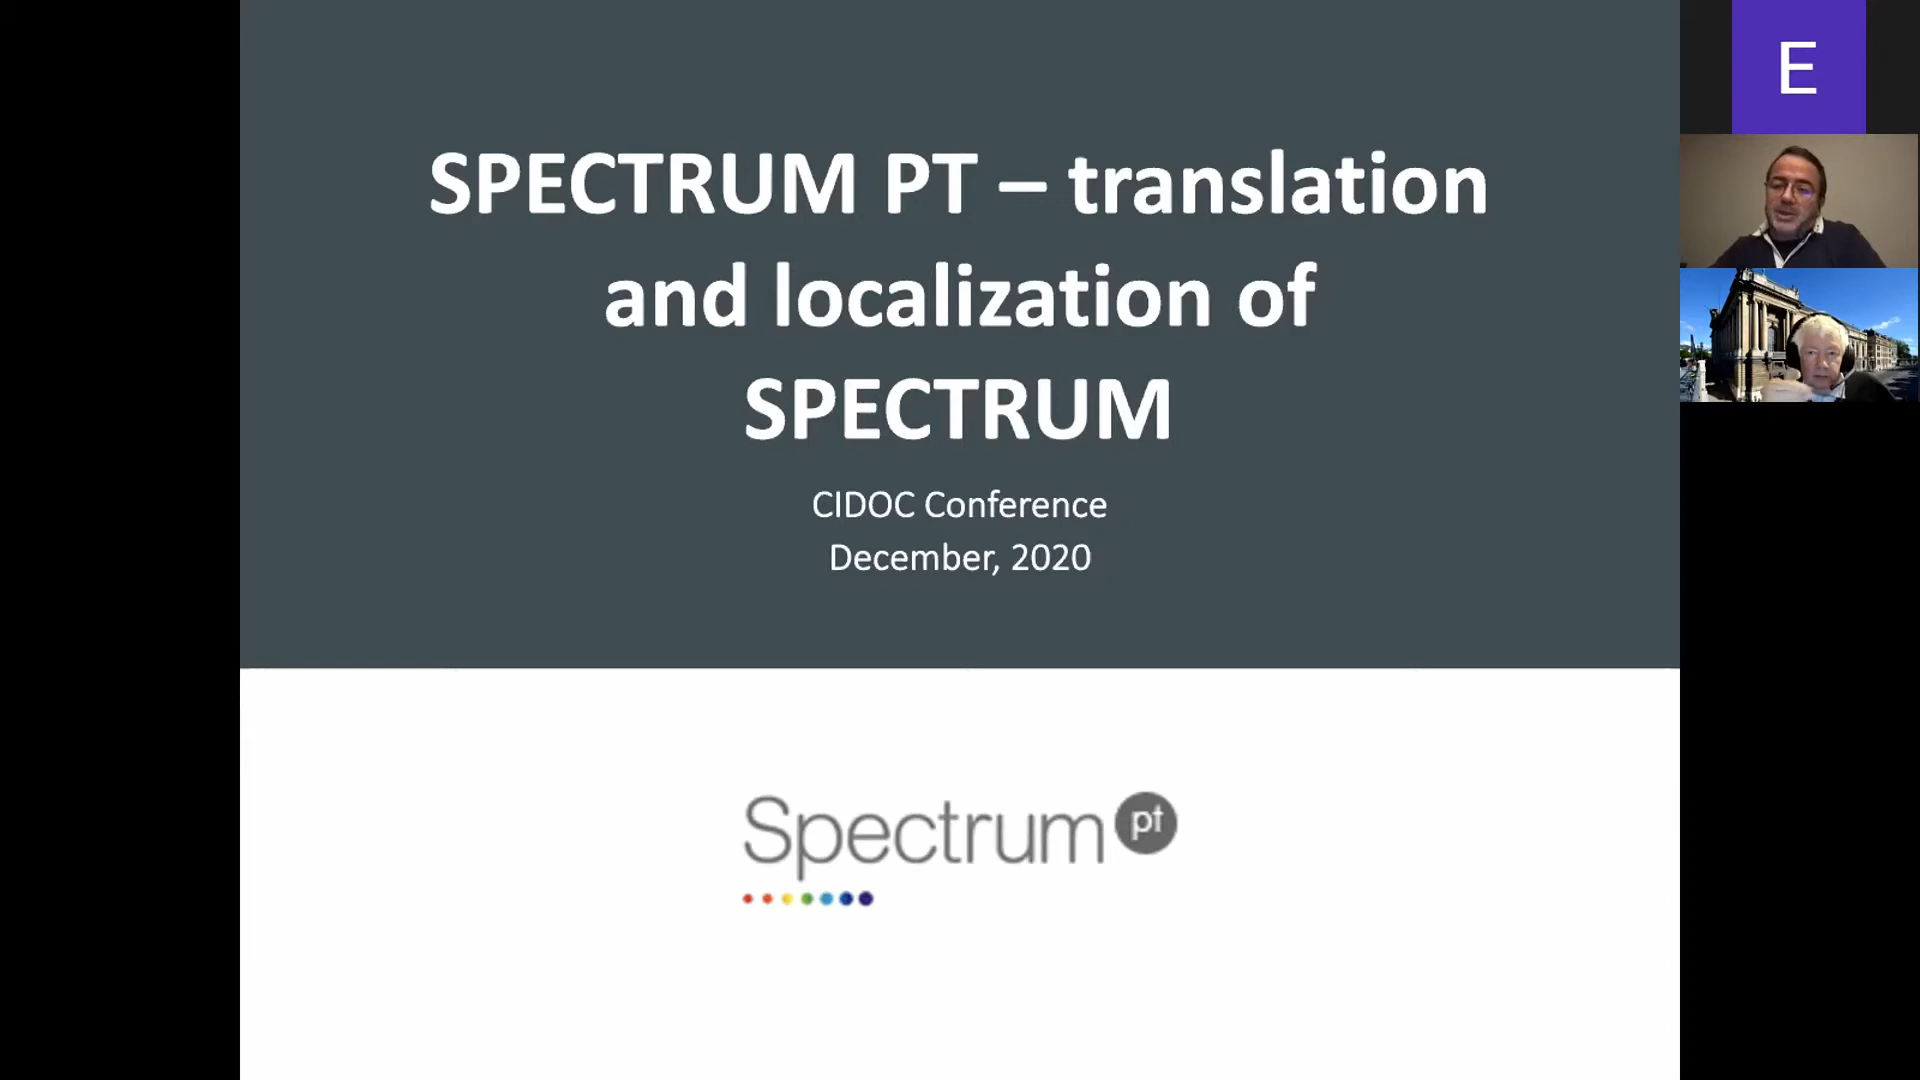 SPECTRUM PT – translation
and localization of
SPECTRUM
CIDOC Conference
December, 2020
Spectrum pt
E